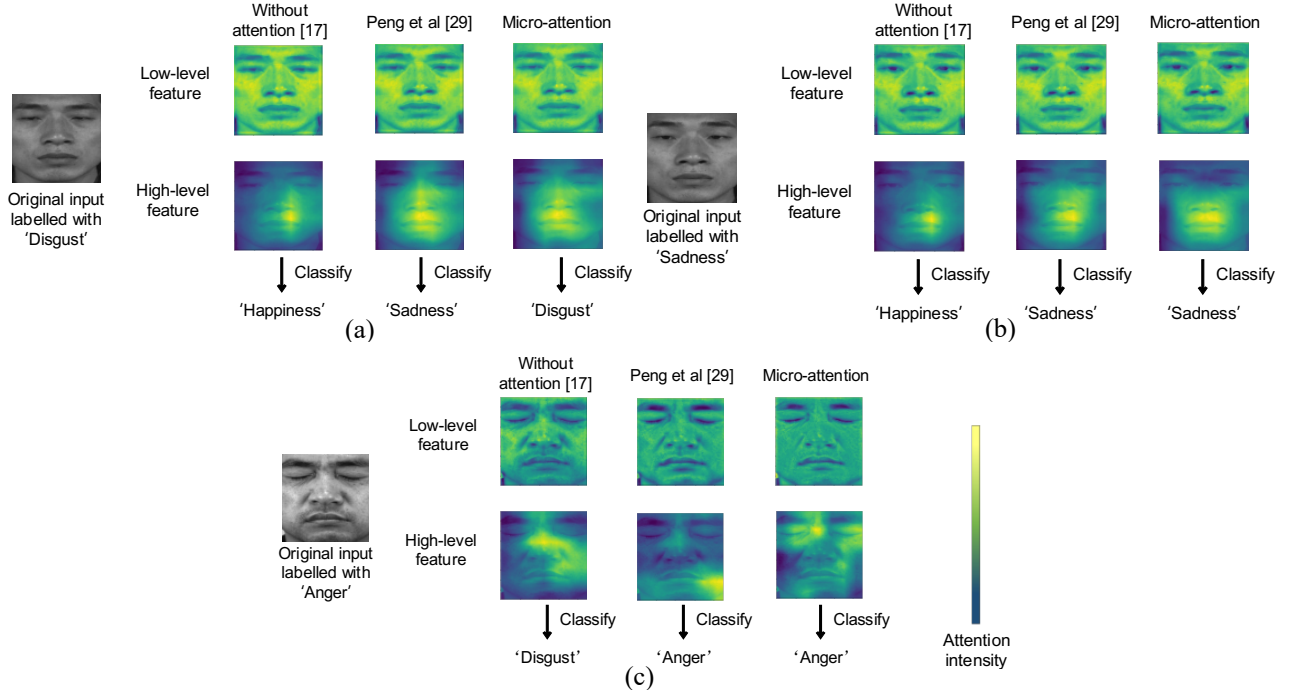 Without
attention [17]
Peng et al [29]
Micro-attention
Low-level
feature
High-level
feature
Original input
labelled with
'Disgust'
Classify
Classify
Classify
'Happiness'
'Sadness'
'Disgust'
(a)
Without
attention [17]
Peng et al [29]
Micro-attention
Low-level
feature
High-level
feature
Original input
labelled with
'Sadness'
Classify
Classify
Classify
'Happiness'
'Sadness'
'Sadness'
(b)
Without
attention [17]
Peng et al [29]
Micro-attention
Low-level
feature
High-level
feature
Original input
labelled with
'Anger'
Classify
Classify
Classify
'Disgust'
'Anger'
'Anger'
(c)
Attention
intensity